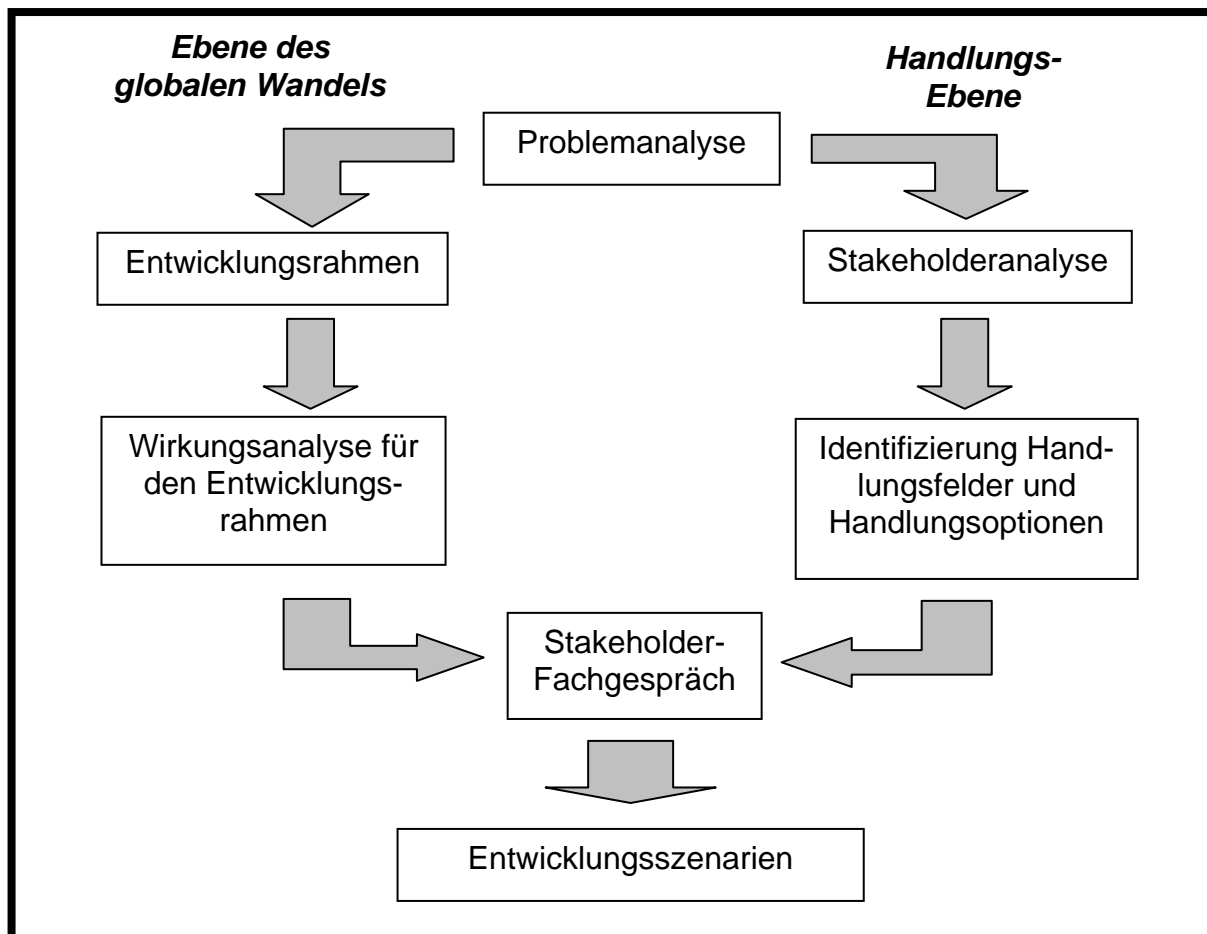 Ebene des
globalen Wandels
Handlungs-
Ebene
Problemanalyse
Entwicklungsrahmen
Stakeholderanalyse
Wirkungsanalyse für
den Entwicklungs-
rahmen
Identifizierung Hand-
lungsfelder und
Handlungsoptionen
Stakeholder-
Fachgespräch
Entwicklungsszenarien